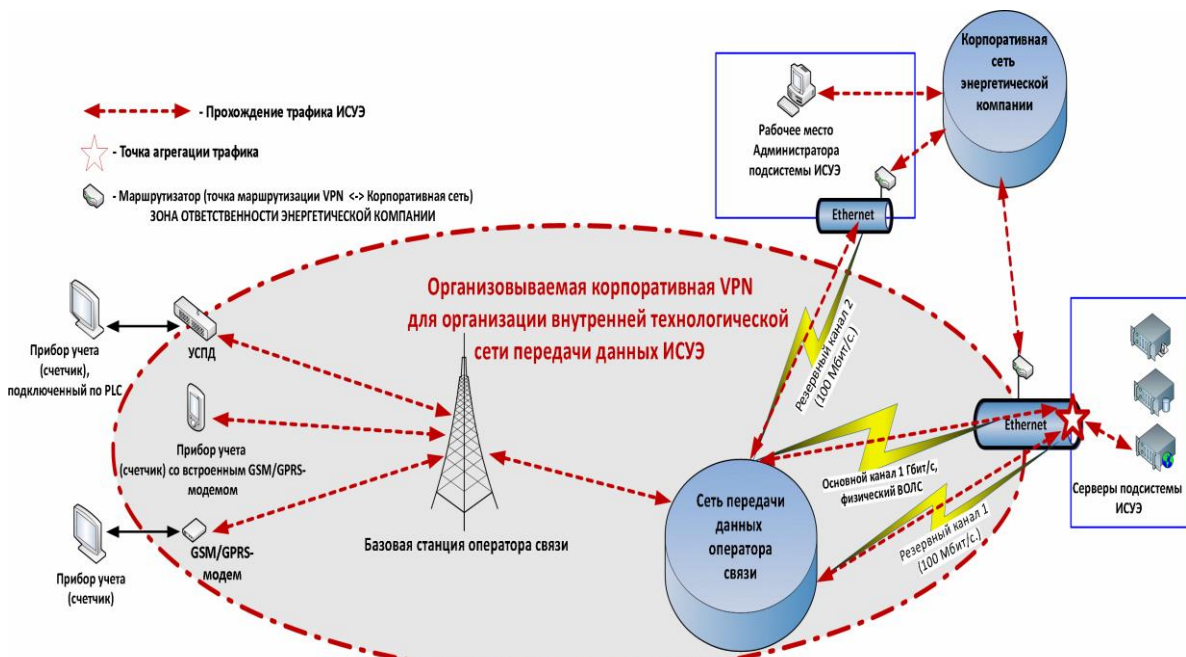 - Прохождение трафика ИСУЭ
- Точка агрегации трафика
- Маршрутизатор (точка маршрутизации VPN <-> Корпоративная сеть)
ЗОНА ОТВЕТСТВЕННОСТИ ЭНЕРГЕТИЧЕСКОЙ КОМПАНИИ
Рабочее место
Администратора
подсистемы ИСУЭ
Корпоративная
сеть
энергетической
компании
Ethernet
Организовываемая корпоративная VPN
для организации внутренней технологической
сети передачи данных ИСУЭ
Прибор учета
(счетчик),
подключенный по PLC
УСПД
Прибор учета
(счетчик) со встроенным GSM/GPRS-
модемом
Прибор учета
(счетчик)
GSM/GPRS-
модем
Базовая станция оператора связи
Сеть передачи
данных
оператора
связи
Резервный канал 2
(100 Мбит/с.)
Основной канал 1 Гбит/с,
физический ВОЛС
Резервный канал 1
(100 Мбит/с.)
Ethernet
Серверы подсистемы
ИСУЭ